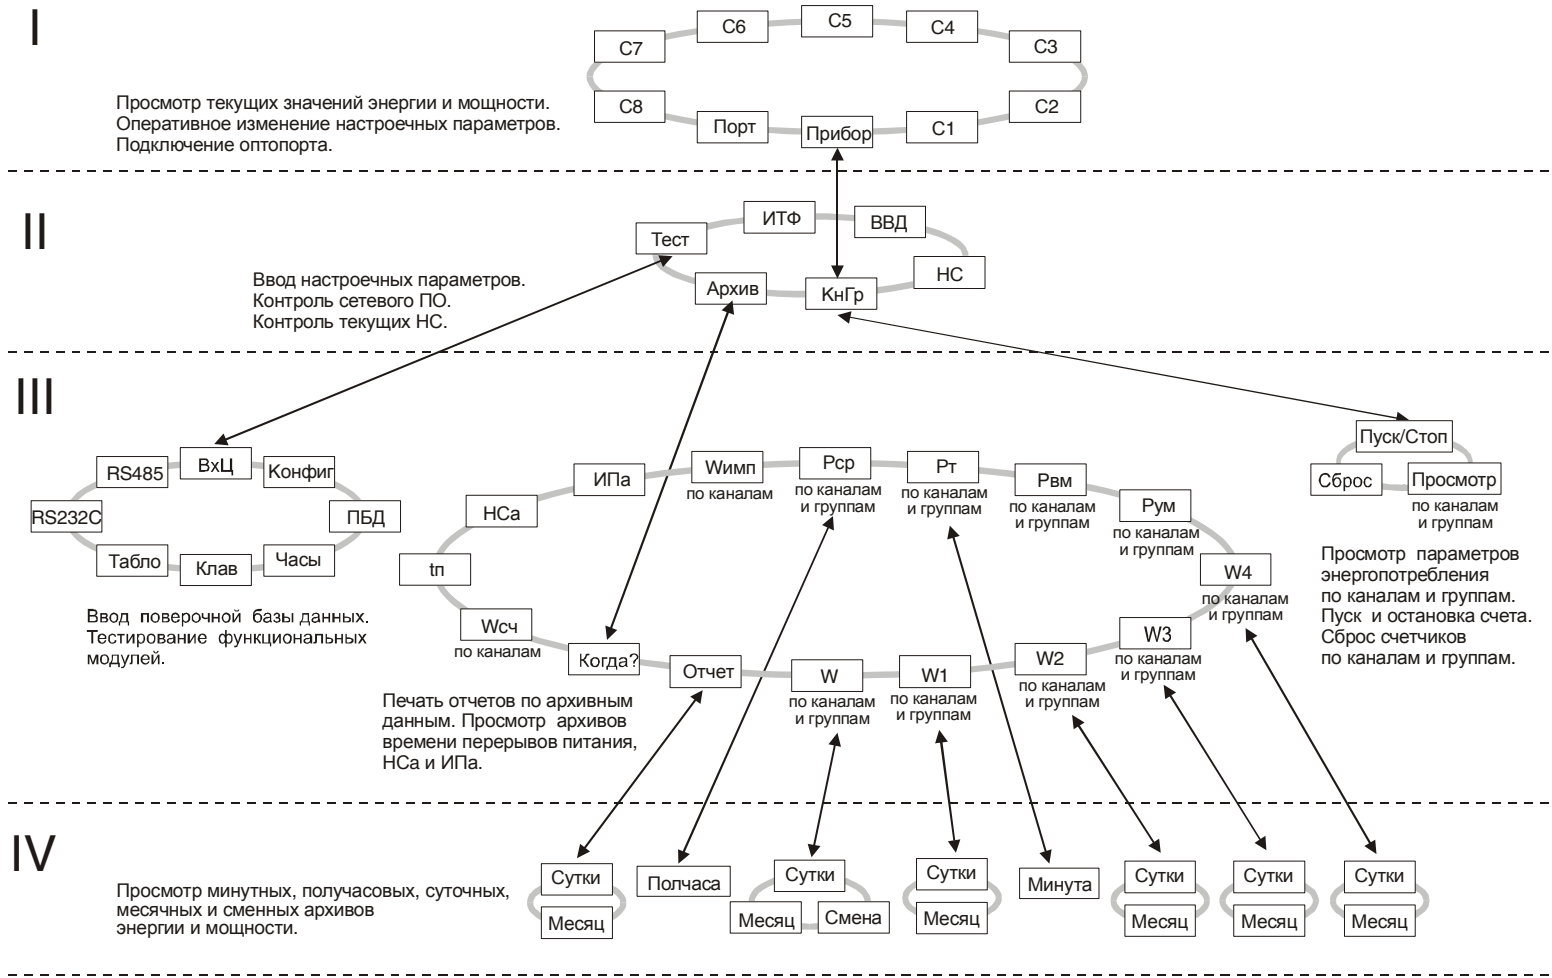 I
C5
C6
C4
C7
C3
C8
C2
Порт
Прибор
C1
Просмотр текущих значений энергии и мощности.
Оперативное изменение настроечных параметров.
Подключение оптопорта.
II
ИТФ
ВВД
Тест
НС
Архив
КнГр
Ввод настроечных параметров.
Контроль сетевого ПО.
Контроль текущих НС.
III
ВхЦ
RS485
Конфиг
RS232C
ПБД
Табло
Клав
Часы
Ввод поверочной базы данных.
Тестирование функциональных
модулей.
Wимп
по каналам
Pср
по каналам
и группам
Pт
по каналам
и группам
Pвм
по каналам
и группам
Pум
по каналам
и группам
ИПа
НСа
tп
Wсч
по каналам
Когда?
Отчет
W
по каналам
и группам
W1
по каналам
и группам
W2
по каналам
и группам
W3
по каналам
и группам
W4
по каналам
и группам
Печать отчетов по архивным
данным. Просмотр архивов
времени перерывов питания,
НСа и ИПа.
Пуск/Стоп
Сброс
Просмотр
по каналам
и группам
Просмотр параметров
энергопотребления
по каналам и группам.
Пуск и остановка счета.
Сброс счетчиков
по каналам и группам.
IV
Просмотр минутных, получасовых, суточных,
месячных и сменных архивов
энергии и мощности.
Сутки
Месяц
Полчаса
Сутки
Месяц
Смена
Сутки
Месяц
Минута
Сутки
Месяц
Сутки
Месяц
Сутки
Месяц